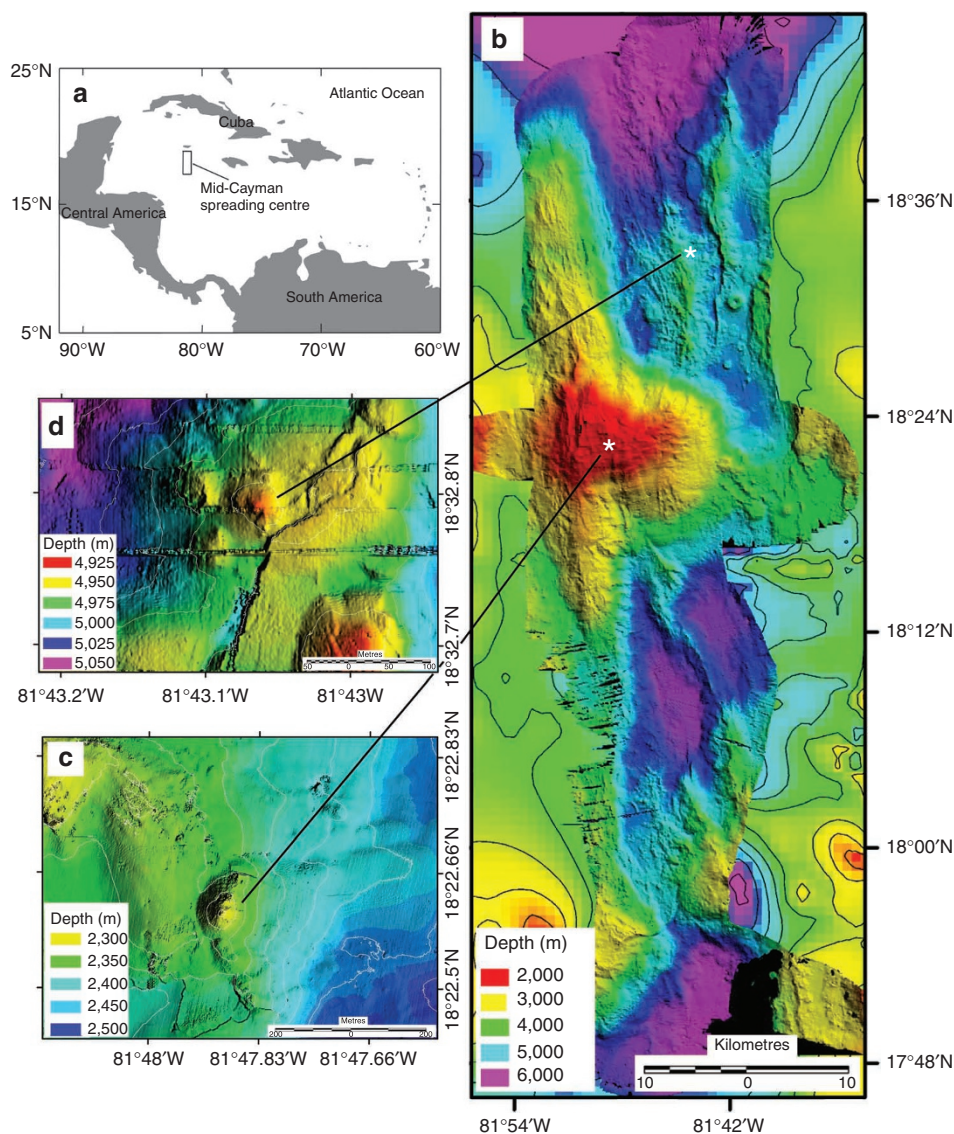 a
25°N
15°N
5°N
90°W
80°W
70°W
60°W
Atlantic Ocean
Cuba
Mid-Cayman
spreading centre
Central America
South America
b
18°36′N
18°24′N
18°12′N
18°00′N
17°48′N
81°54′W
81°42′W
Depth (m)
2,000
3,000
4,000
5,000
6,000
Kilometres
10
0
10
d
Depth (m)
4,925
4,950
4,975
5,000
5,025
5,050
Metres
50
0
50
100
18°32.8′N
18°32.7′N
81°43.2′W
81°43.1′W
81°43′W
c
Depth (m)
2,300
2,350
2,400
2,450
2,500
Metres
200
0
200
18°22.83′N
18°22.66′N
18°22.5′N
81°48′W
81°47.83′W
81°47.66′W